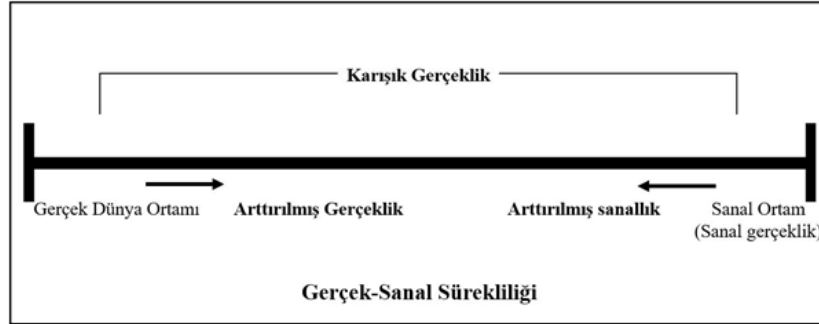 Karışık Gerçeklik
Gerçek Dünya Ortamı
Arttırılmış Gerçeklik
Arttırılmış sanallık
Sanal Ortam
(Sanal gerçeklik)
Gerçek-Sanal Sürekliliği